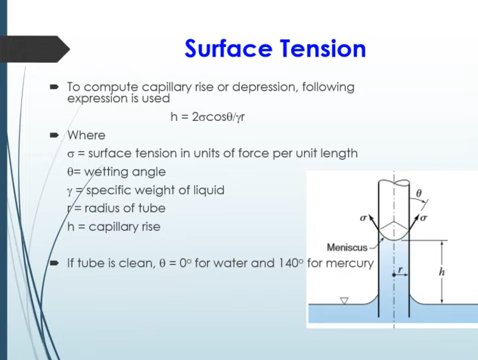 Surface Tension
To compute capillary rise or depression, following
expression is used
h = 2σcosθ/γr
Where
σ = surface tension in units of force per unit length
θ= wetting angle
γ = specific weight of liquid
r = radius of tube
h = capillary rise
If tube is clean, θ = 0° for water and 140° for mercury
θ
σ
σ
Meniscus
r
h